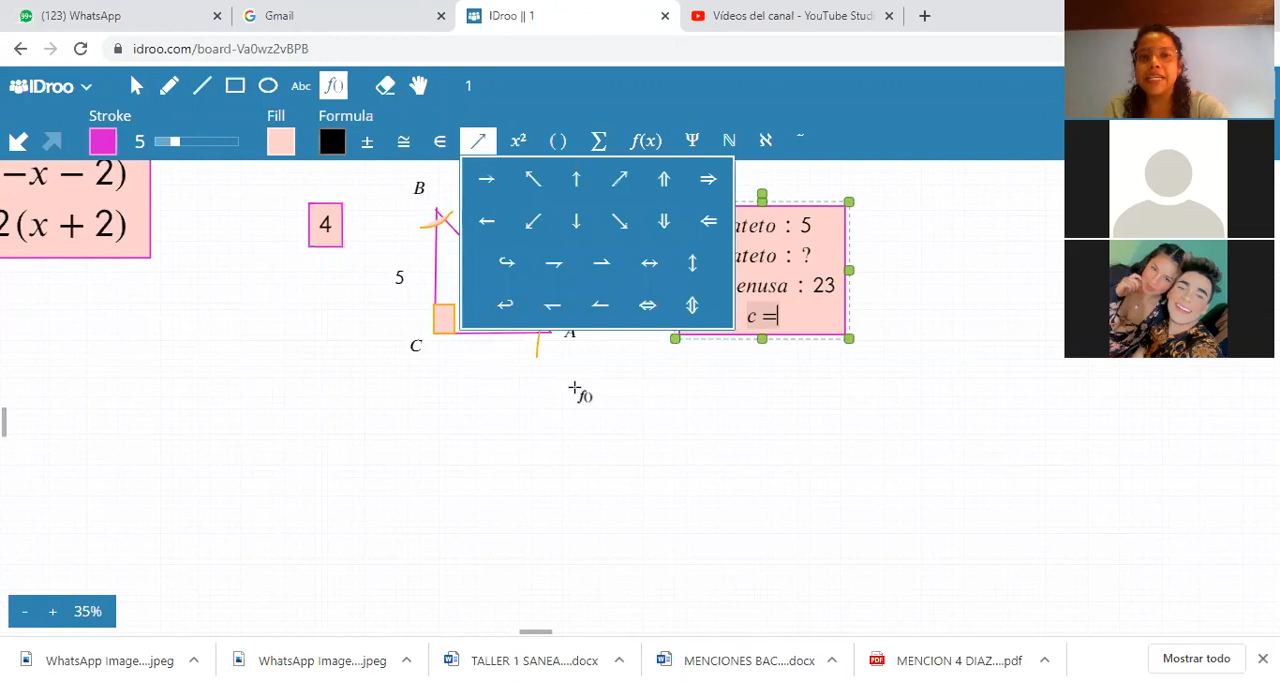 (123) WhatsApp
Gmail
IDroo || 1
Vídeos del canal - YouTube Studi
idroo.com/board-Va0wz2vBPB
IDroo
Abc
f()
1
Stroke
Fill
Formula
5
± ≅ ∈ ↗ x² ( ) ∑ f(x) Ψ ℕ ℵ ~
→ ↖ ↑ ↗ ⇑ ⇒
← ↙ ↓ ↘ ⇓ ⇐
↪ ⇁ ⇀ ↔ ↕
↩ ↽ ↼ ⇔ ⇕
−x − 2)
2(x + 2)
4
B
5
C
A
ateto : 5
ateto : ?
enusa : 23
c =
f()
- + 35%
WhatsApp Image....jpeg
WhatsApp Image....jpeg
TALLER 1 SANEA....docx
MENCIONES BAC....docx
MENCION 4 DIAZ....pdf
Mostrar todo